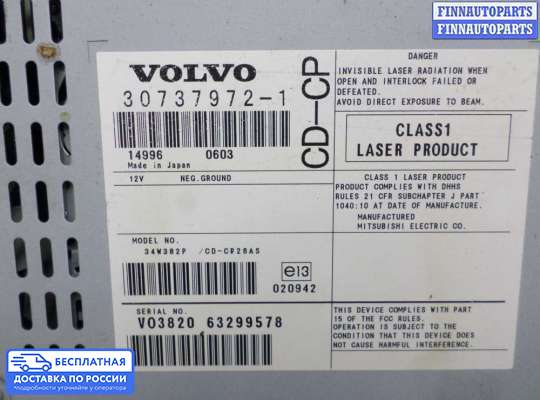 FINNAUTOPARTS
FINNAUTOPARTS
VOLVO
30737972-1
14996 0603
Made in Japan
CD-CP
12V NEG.GROUND
MODEL NO.
34W382P /CD-CP28AS
e13
020942
SERIAL NO.
VO3820 63299578
DANGER
INVISIBLE LASER RADIATION WHEN
OPEN AND INTERLOCK FAILED OR
DEFEATED.
AVOID DIRECT EXPOSURE TO BEAM.
CLASS1
LASER PRODUCT
CLASS 1 LASER PRODUCT
PRODUCT COMPLIES WITH DHHS
RULES 21 CFR SUBCHAPTER J PART
1040:10 AT DATE OF MANUFACTURE.
MANUFACTURED
MITSUBISHI ELECTRIC CO.
THIS DEVICE COMPLIES WITH PART
15 OF THE FCC RULES.
OPERATION IS SUBJECT TO THE
CONDITION THAT THIS DEVICE DOES
NOT CAUSE HARMFUL INTERFERENCE.
БЕСПЛАТНАЯ
ДОСТАВКА ПО РОССИИ
Подробности уточняйте у оператора